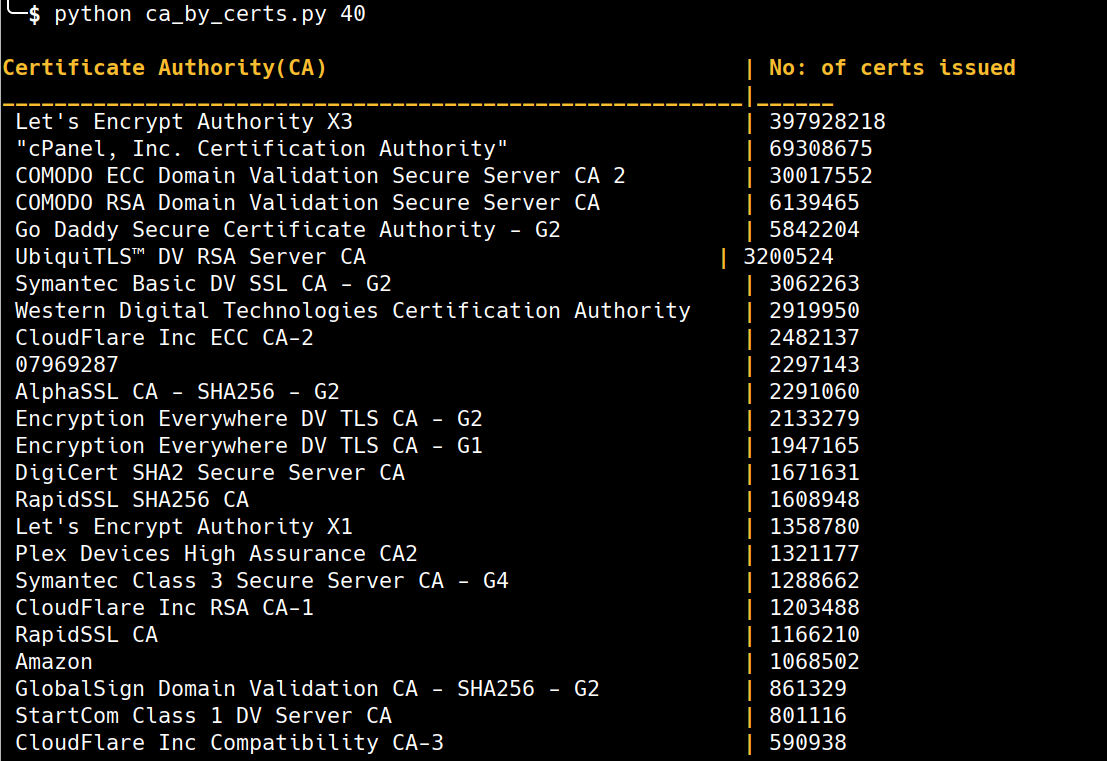 $ python ca_by_certs.py 40
Certificate Authority(CA) | No: of certs issued
_________________________________________________________|______
Let's Encrypt Authority X3 | 397928218
"cPanel, Inc. Certification Authority" | 69308675
COMODO ECC Domain Validation Secure Server CA 2 | 30017552
COMODO RSA Domain Validation Secure Server CA | 6139465
Go Daddy Secure Certificate Authority - G2 | 5842204
UbiquiTLS™ DV RSA Server CA | 3200524
Symantec Basic DV SSL CA - G2 | 3062263
Western Digital Technologies Certification Authority | 2919950
CloudFlare Inc ECC CA-2 | 2482137
07969287 | 2297143
AlphaSSL CA - SHA256 - G2 | 2291060
Encryption Everywhere DV TLS CA - G2 | 2133279
Encryption Everywhere DV TLS CA - G1 | 1947165
DigiCert SHA2 Secure Server CA | 1671631
RapidSSL SHA256 CA | 1608948
Let's Encrypt Authority X1 | 1358780
Plex Devices High Assurance CA2 | 1321177
Symantec Class 3 Secure Server CA - G4 | 1288662
CloudFlare Inc RSA CA-1 | 1203488
RapidSSL CA | 1166210
Amazon | 1068502
GlobalSign Domain Validation CA - SHA256 - G2 | 861329
StartCom Class 1 DV Server CA | 801116
CloudFlare Inc Compatibility CA-3 | 590938